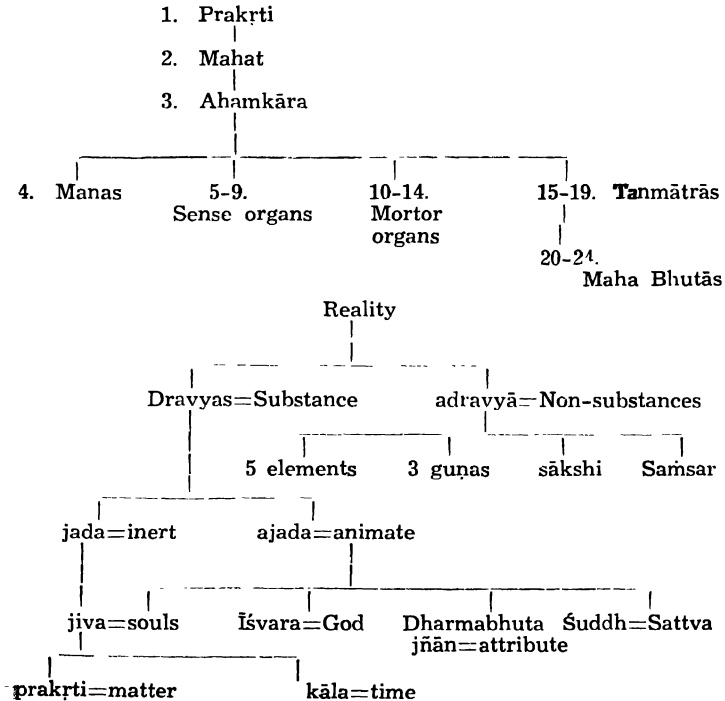 1. Prakṛti
2. Mahat
3. Ahamkāra
4. Manas 5-9. 10-14. 15-19. Tanmātrās
Sense organs Mortor
organs
20-24.
Maha Bhutās
Reality
Dravyas=Substance adravyā=Non-substances
5 elements 3 guṇas sākshi Saṁsar
jada=inert ajada=animate
jiva=souls Īśvara=God Dharmabhuta Śuddh=Sattva
jñān=attribute
prakṛti=matter kāla=time